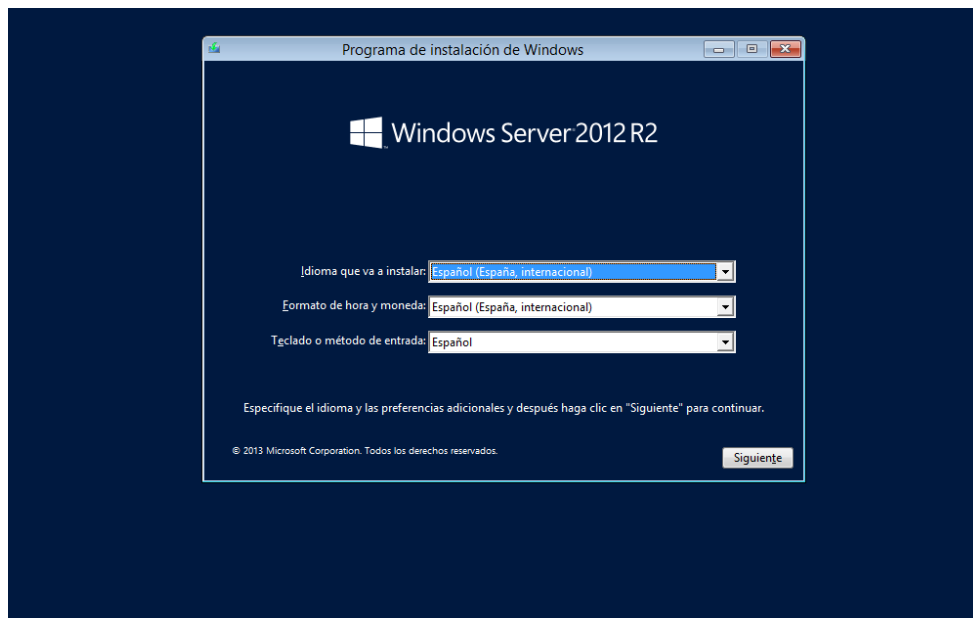 Programa de instalación de Windows
Windows Server 2012 R2
Idioma que va a instalar: Español (España, internacional)
Formato de hora y moneda: Español (España, internacional)
Teclado o método de entrada: Español
Especifique el idioma y las preferencias adicionales y después haga clic en "Siguiente" para continuar.
© 2013 Microsoft Corporation. Todos los derechos reservados.
Siguiente